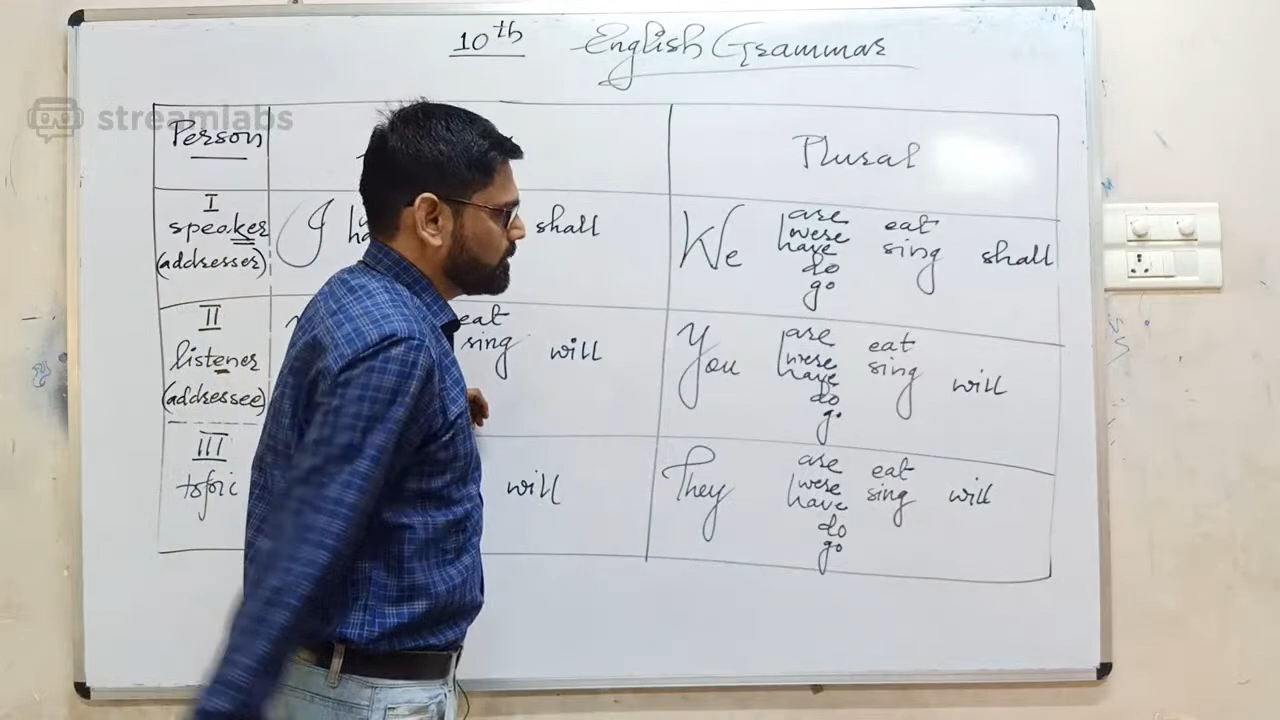 10th English Grammar
streamlabs
Person
Plural
I
speaker
(addresser)
I
shall
We
are
were
have
do
go
eat
sing
shall
II
listener
(addressee)
eat
sing
will
You
are
were
have
do
go
eat
sing
will
III
topic
will
They
are
were
have
do
go
eat
sing
will